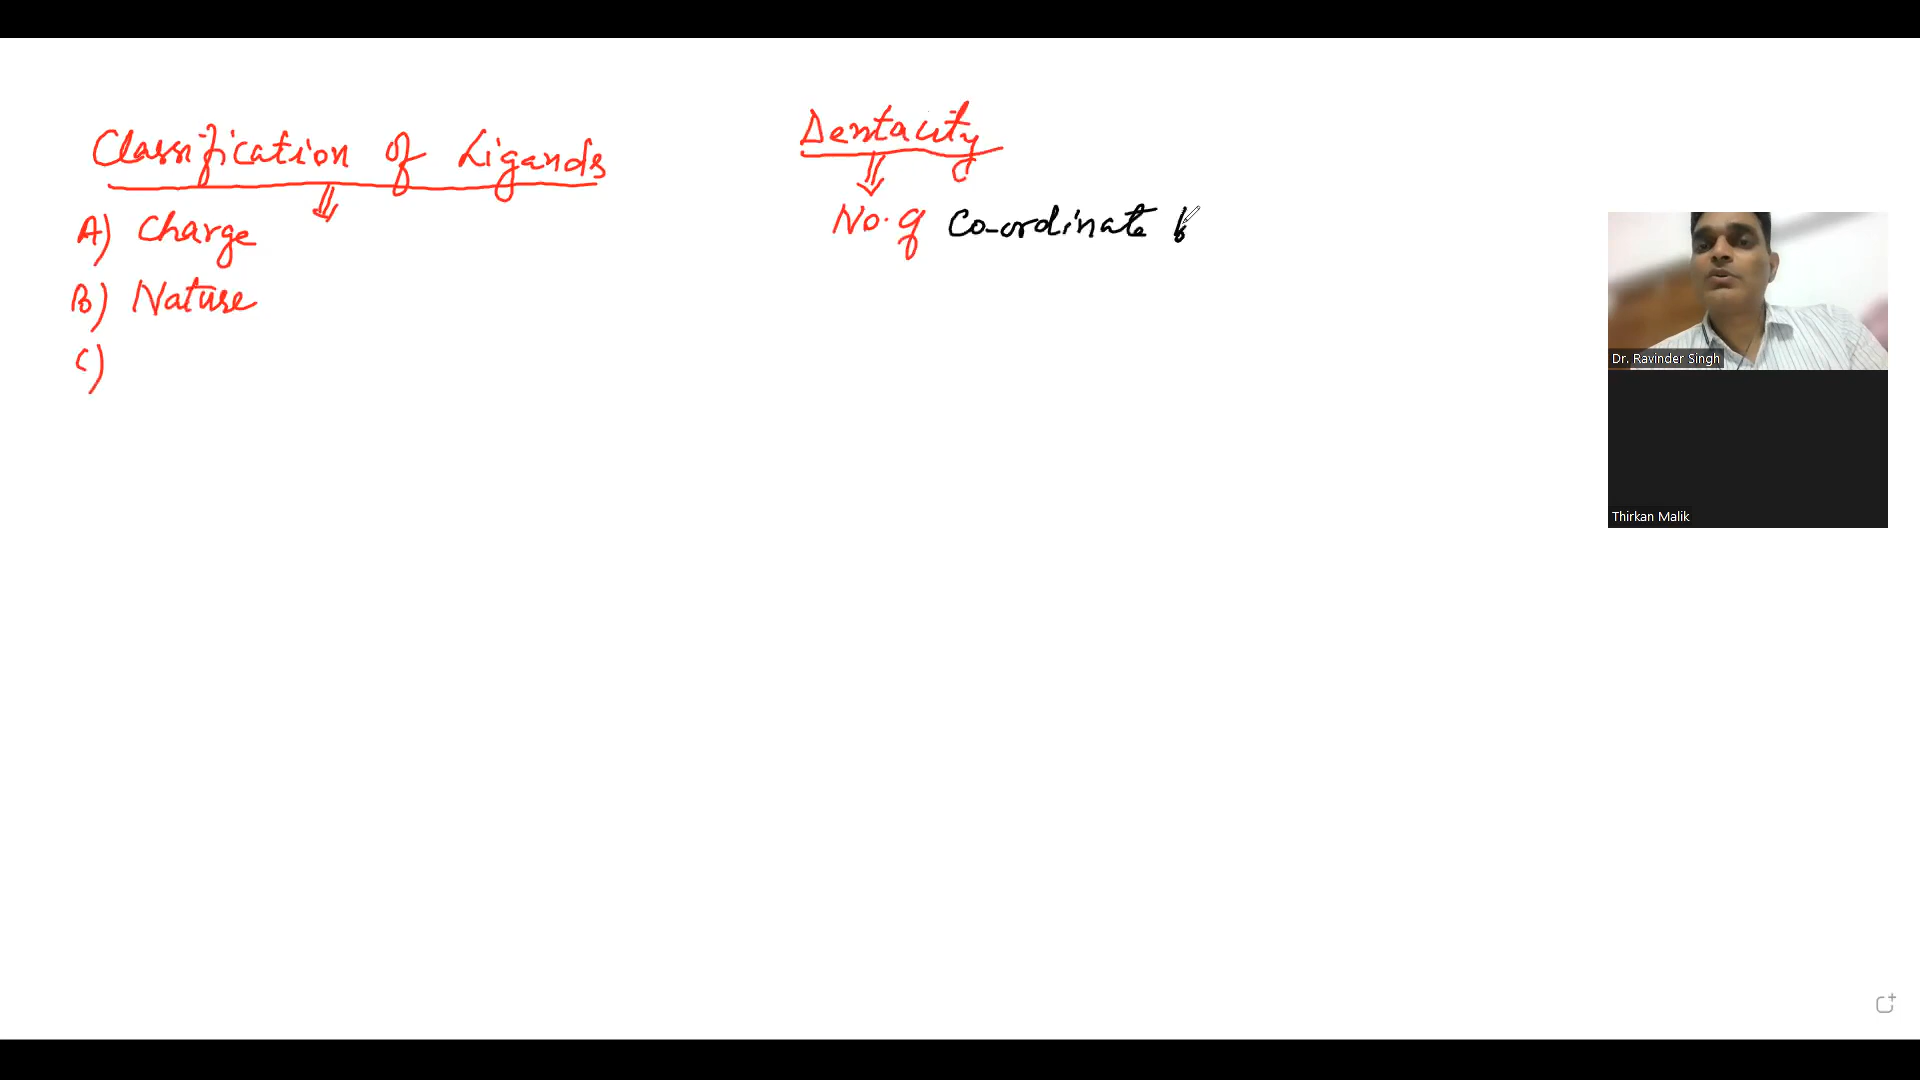 Classification of Ligands
A) Charge
B) Nature
C)
Dentacity
No. of Co-ordinate b
Dr. Ravinder Singh
Thirkan Malik